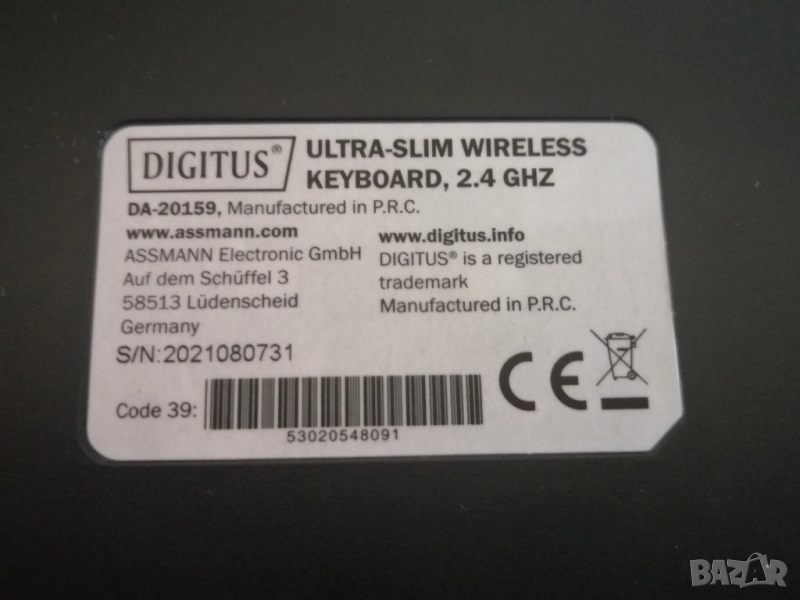 DIGITUS® ULTRA-SLIM WIRELESS
KEYBOARD, 2.4 GHZ
DA-20159, Manufactured in P.R.C.
www.assmann.com
ASSMANN Electronic GmbH
Auf dem Schüffel 3
58513 Lüdenscheid
Germany
www.digitus.info
DIGITUS® is a registered
trademark
Manufactured in P.R.C.
S/N:2021080731
CE
Code 39:
53020548091
BAZAR